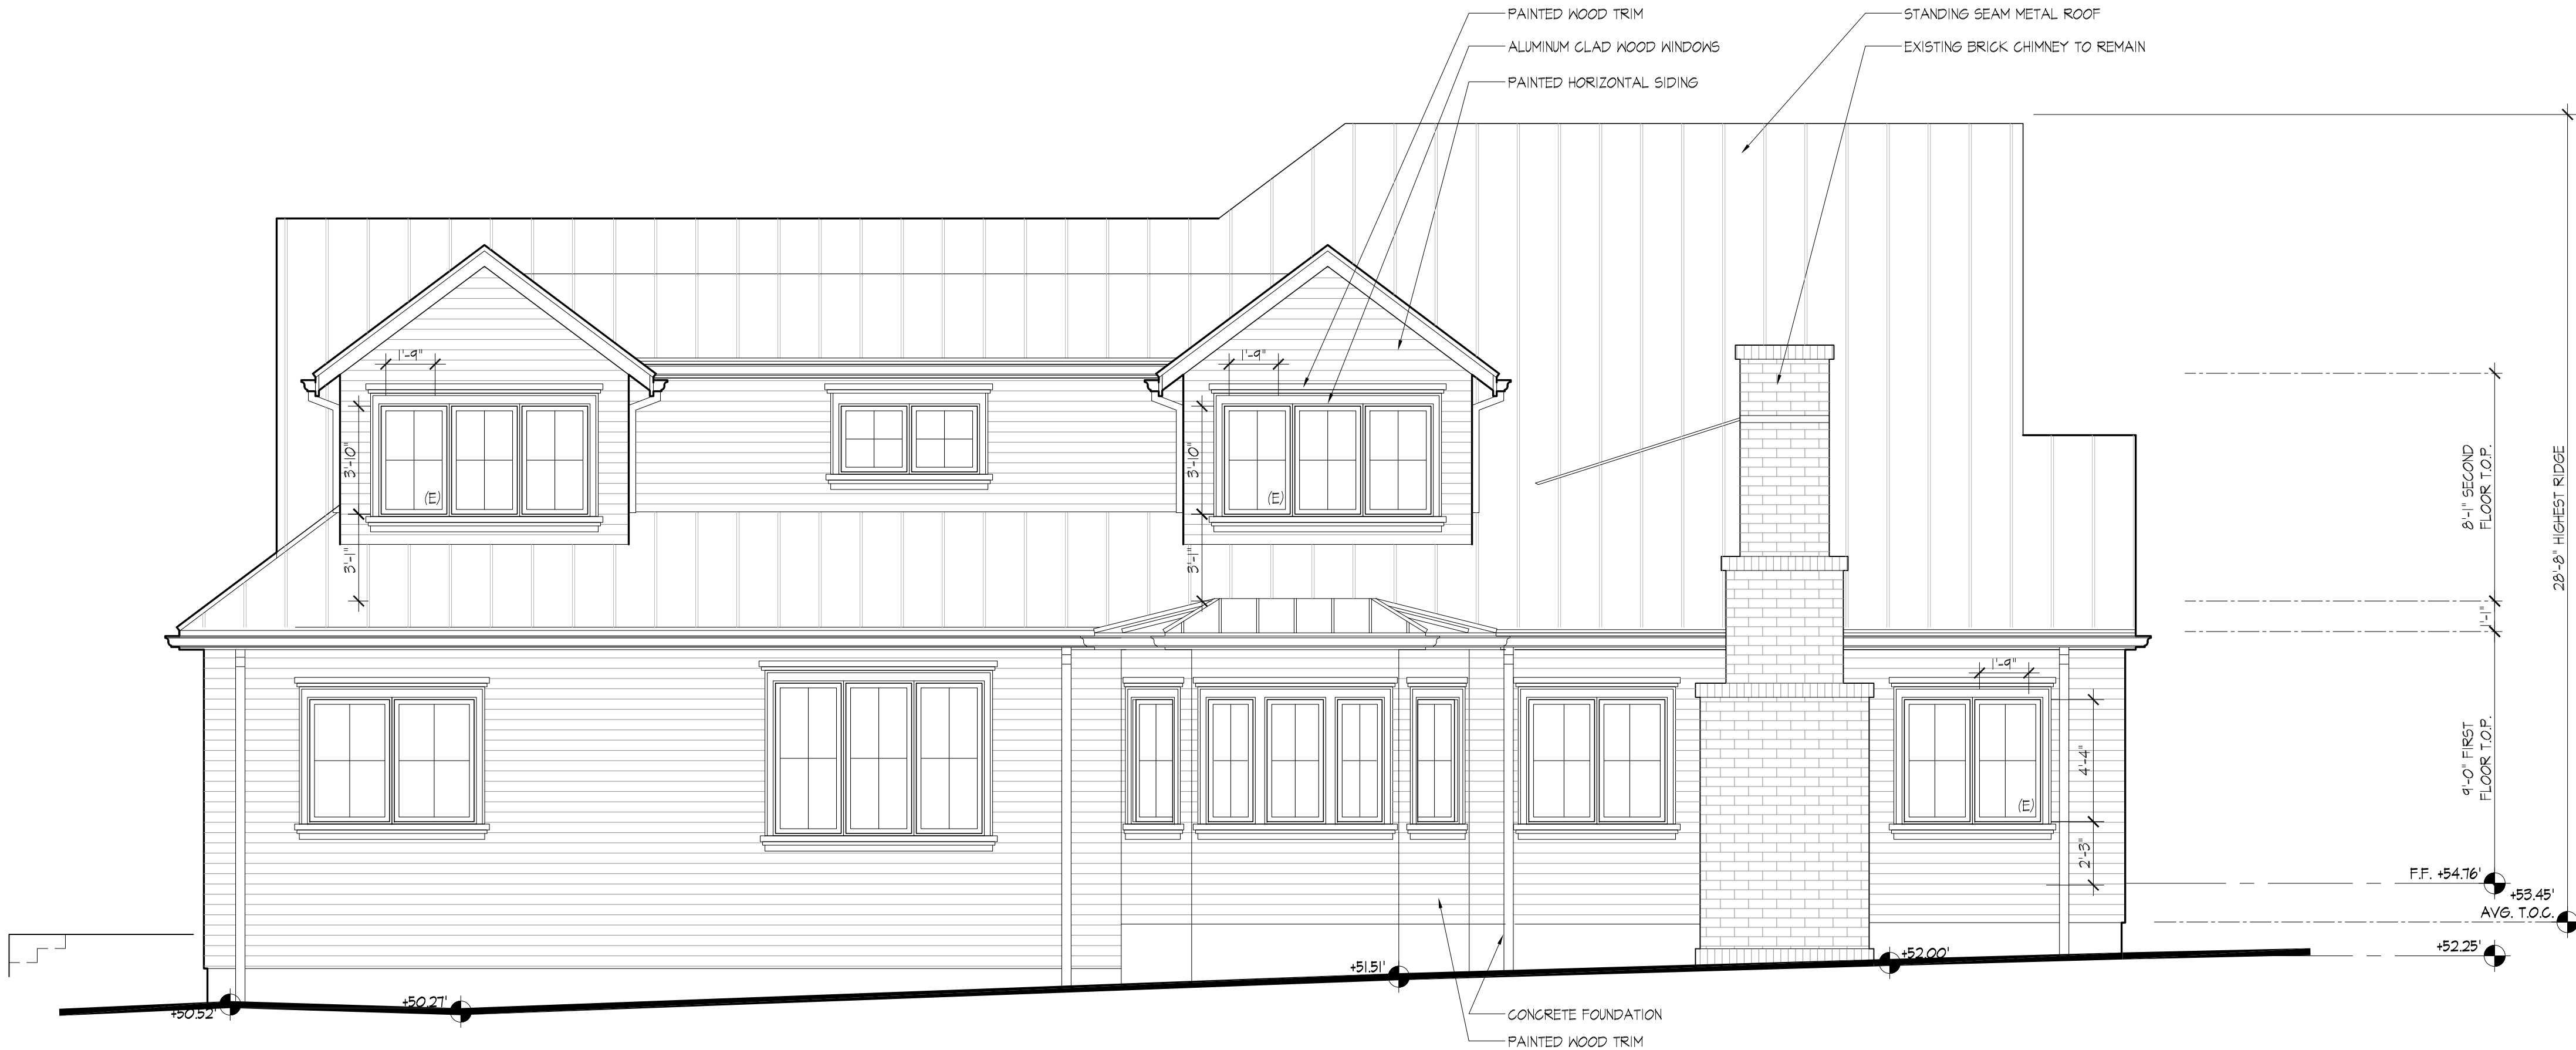 PAINTED WOOD TRIM
STANDING SEAM METAL ROOF
ALUMINUM CLAD WOOD WINDOWS
EXISTING BRICK CHIMNEY TO REMAIN
PAINTED HORIZONTAL SIDING
1'-9"
1'-9"
3'-10"
3'-10"
(E)
(E)
3'-1"
3'-1"
8'-1" SECOND
FLOOR T.O.P.
28'-8" HIGHEST RIDGE
1'-1"
1'-9"
4'-4"
(E)
2'-3"
9'-0" FIRST
FLOOR T.O.P.
F.F. +54.76'
+53.45'
AVG. T.O.C.
+52.25'
+52.00'
+51.51'
+50.27'
+50.52'
CONCRETE FOUNDATION
PAINTED WOOD TRIM